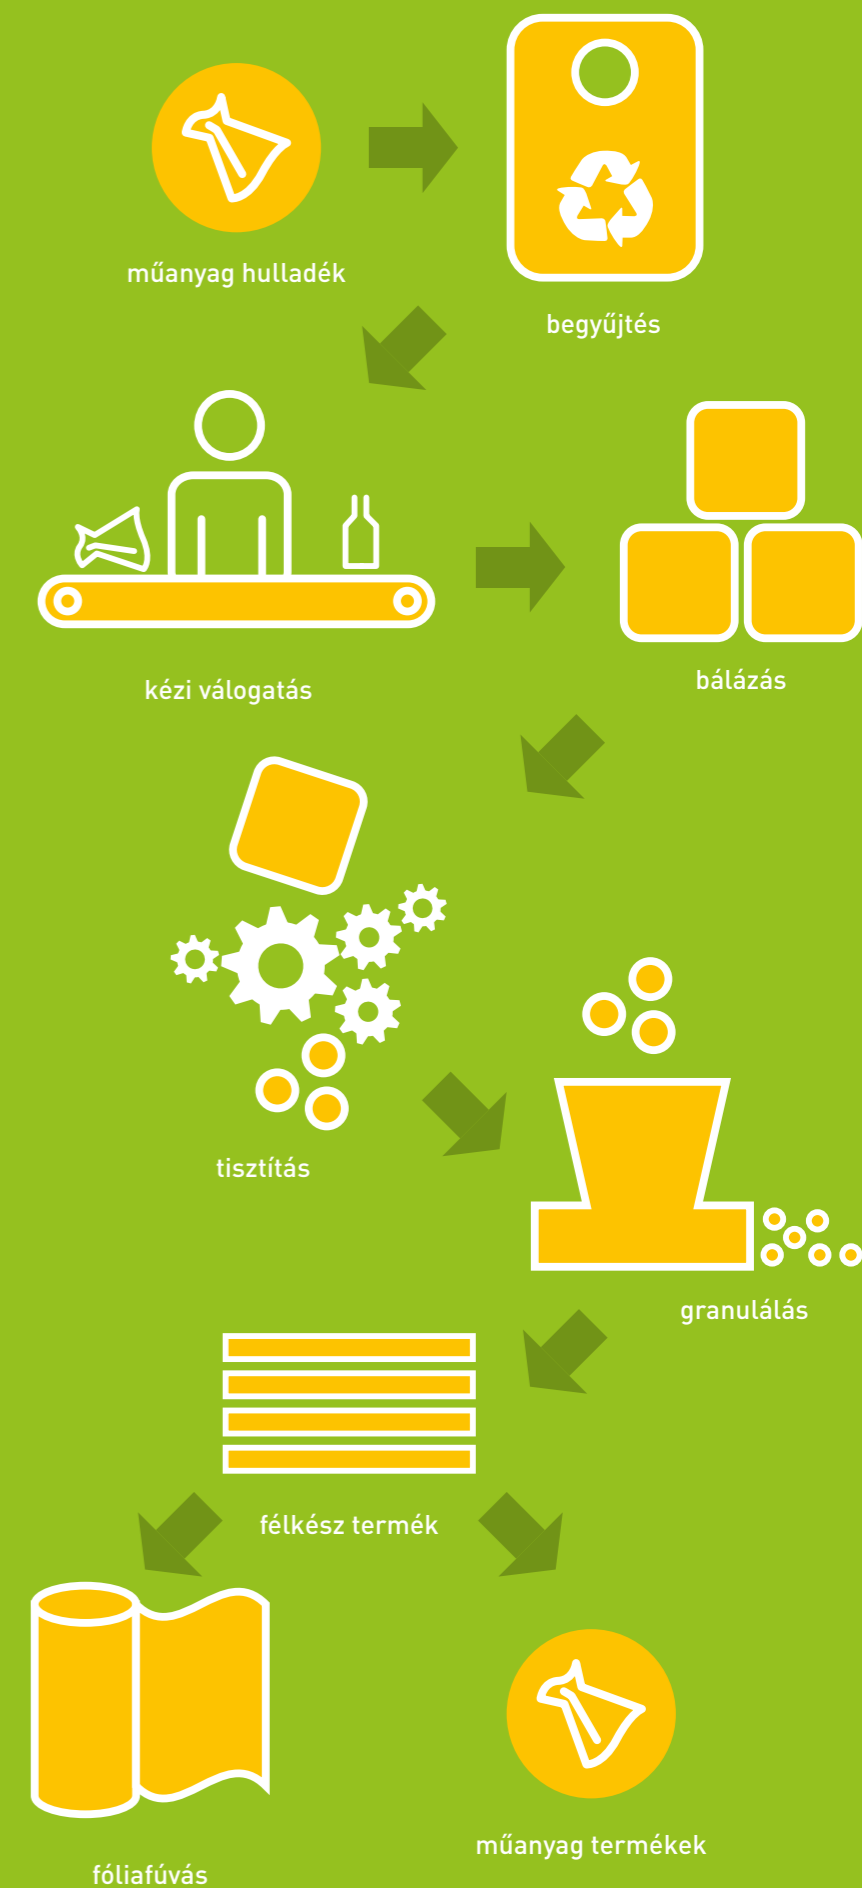 műanyag hulladék
begyűjtés
kézi válogatás
bálázás
tisztítás
granulálás
félkész termék
műanyag termékek
fóliafúvás